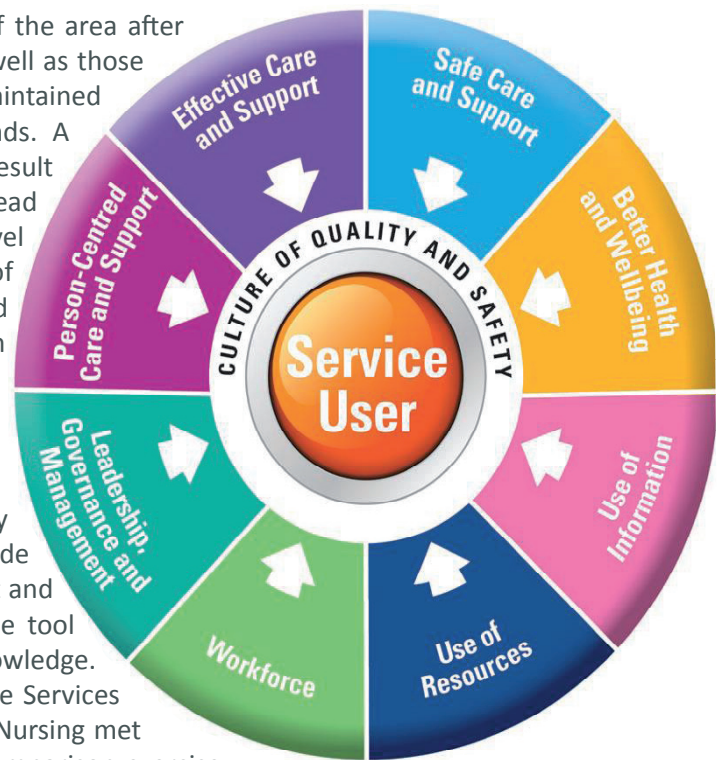 f the area after
well as those
aintained
nds. A
esult
ead
vel
of
d
n
y
de
t and
e tool
owledge.
e Services
Nursing met
Effective Care
and Support
Safe Care
and Support
Better Health
and Wellbeing
Use of
Information
Use of
Resources
Workforce
Leadership,
Governance and
Management
Person-Centred
Care and Support
CULTURE OF QUALITY AND SAFETY
Service
User